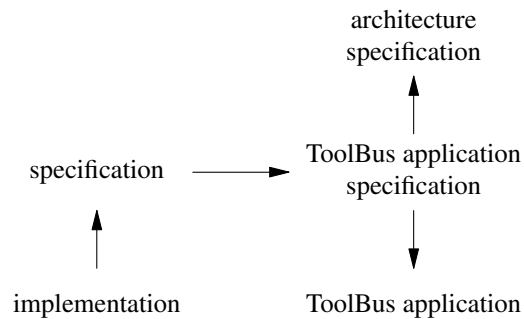 architecture
specification
specification
ToolBus application
specification
implementation
ToolBus application